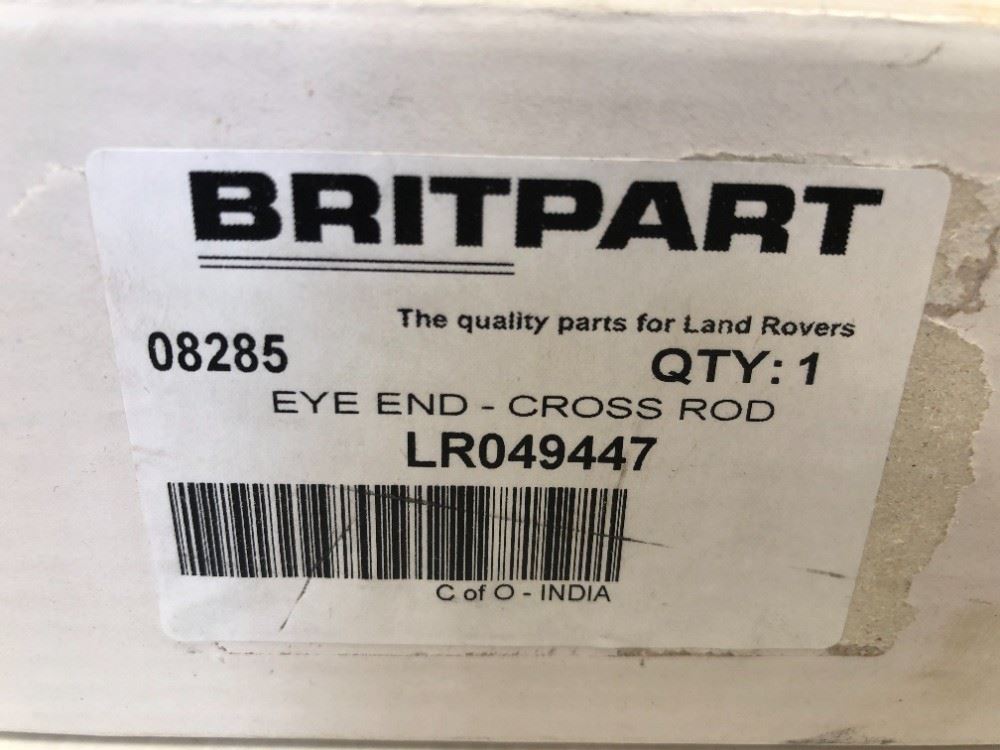 BRITPART
The quality parts for Land Rovers
08285 QTY: 1
EYE END - CROSS ROD
LR049447
C of O - INDIA